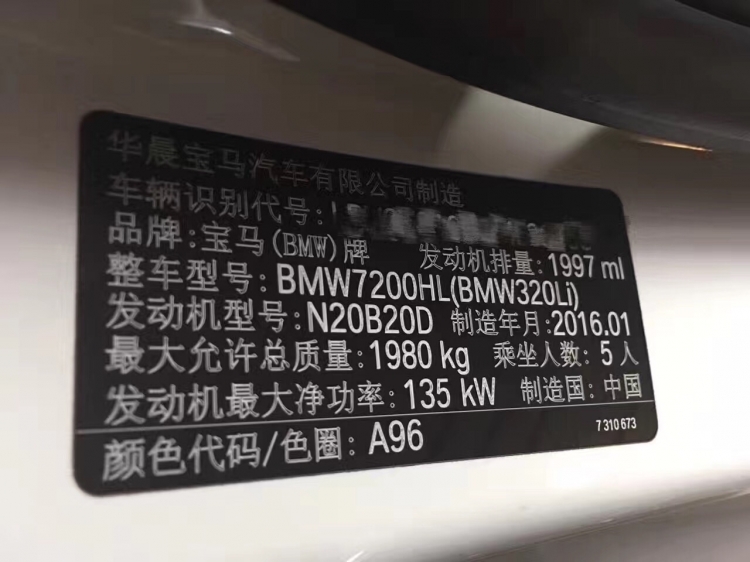 华晨宝马汽车有限公司制造
车辆识别代号:
品牌:宝马(BMW)牌 发动机排量:1997 ml
整车型号:BMW7200HL(BMW320Li)
发动机型号:N20B20D 制造年月:2016.01
最大允许总质量:1980 kg 乘坐人数:5人
发动机最大净功率:135 kW 制造国:中国
7 310 673
颜色代码/色圈:A96